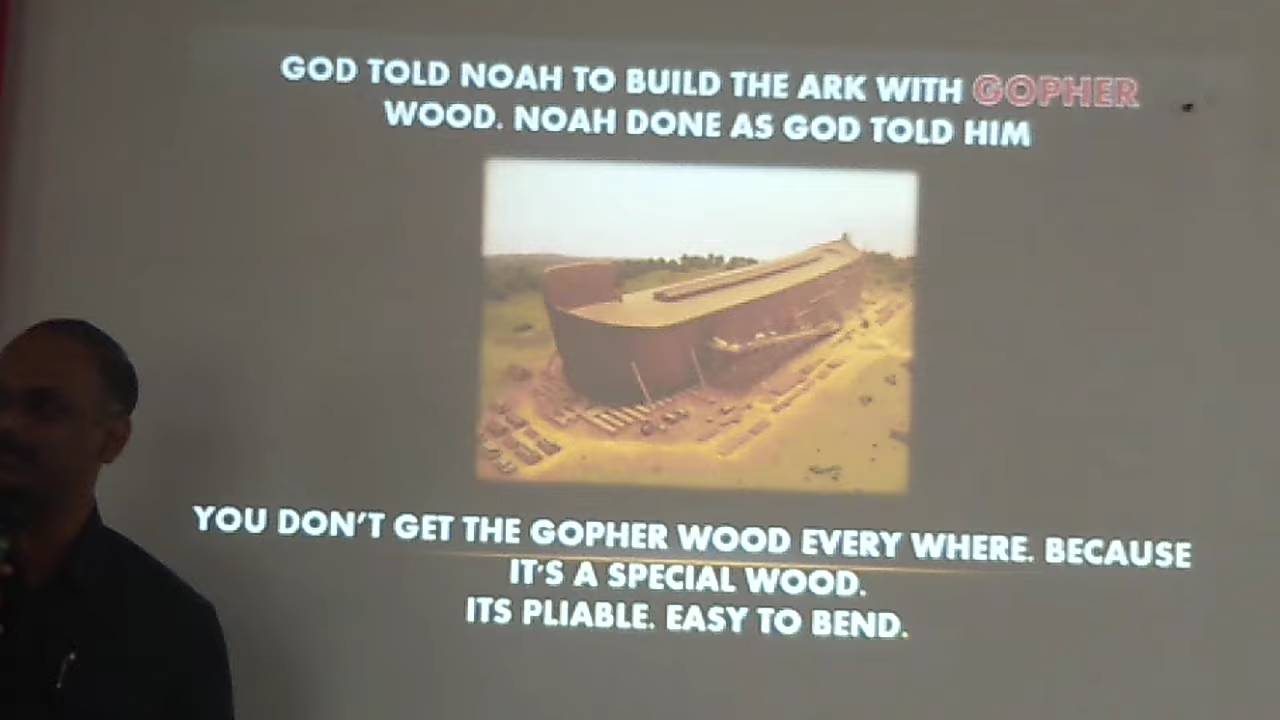 GOD TOLD NOAH TO BUILD THE ARK WITH GOPHER
WOOD. NOAH DONE AS GOD TOLD HIM
YOU DON'T GET THE GOPHER WOOD EVERY WHERE. BECAUSE
IT'S A SPECIAL WOOD.
ITS PLIABLE. EASY TO BEND.